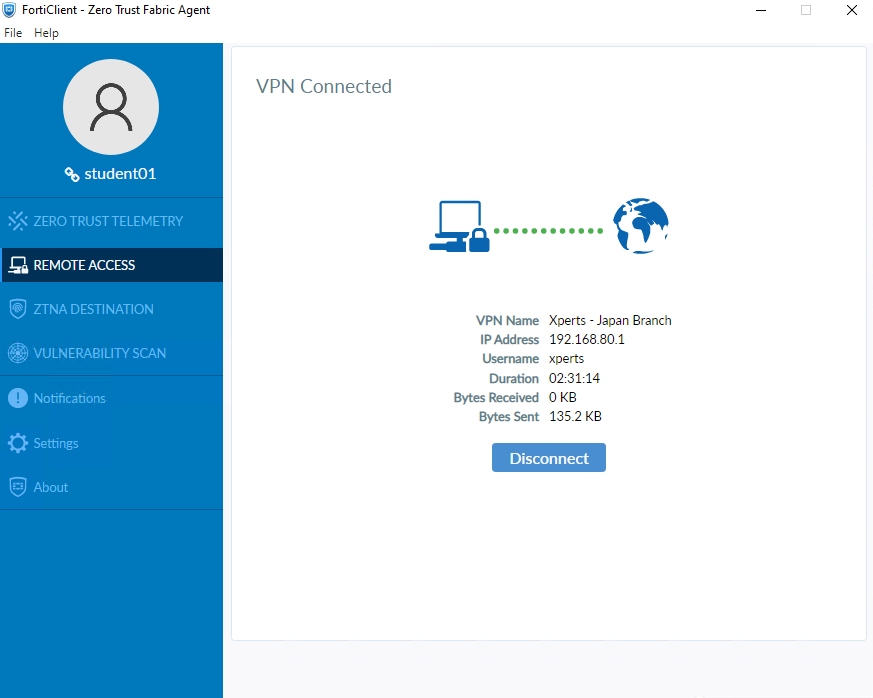 FortiClient - Zero Trust Fabric Agent
File Help
student01
ZERO TRUST TELEMETRY
REMOTE ACCESS
ZTNA DESTINATION
VULNERABILITY SCAN
Notifications
Settings
About
VPN Connected
VPN Name Xperts - Japan Branch
IP Address 192.168.80.1
Username xperts
Duration 02:31:14
Bytes Received 0 KB
Bytes Sent 135.2 KB
Disconnect